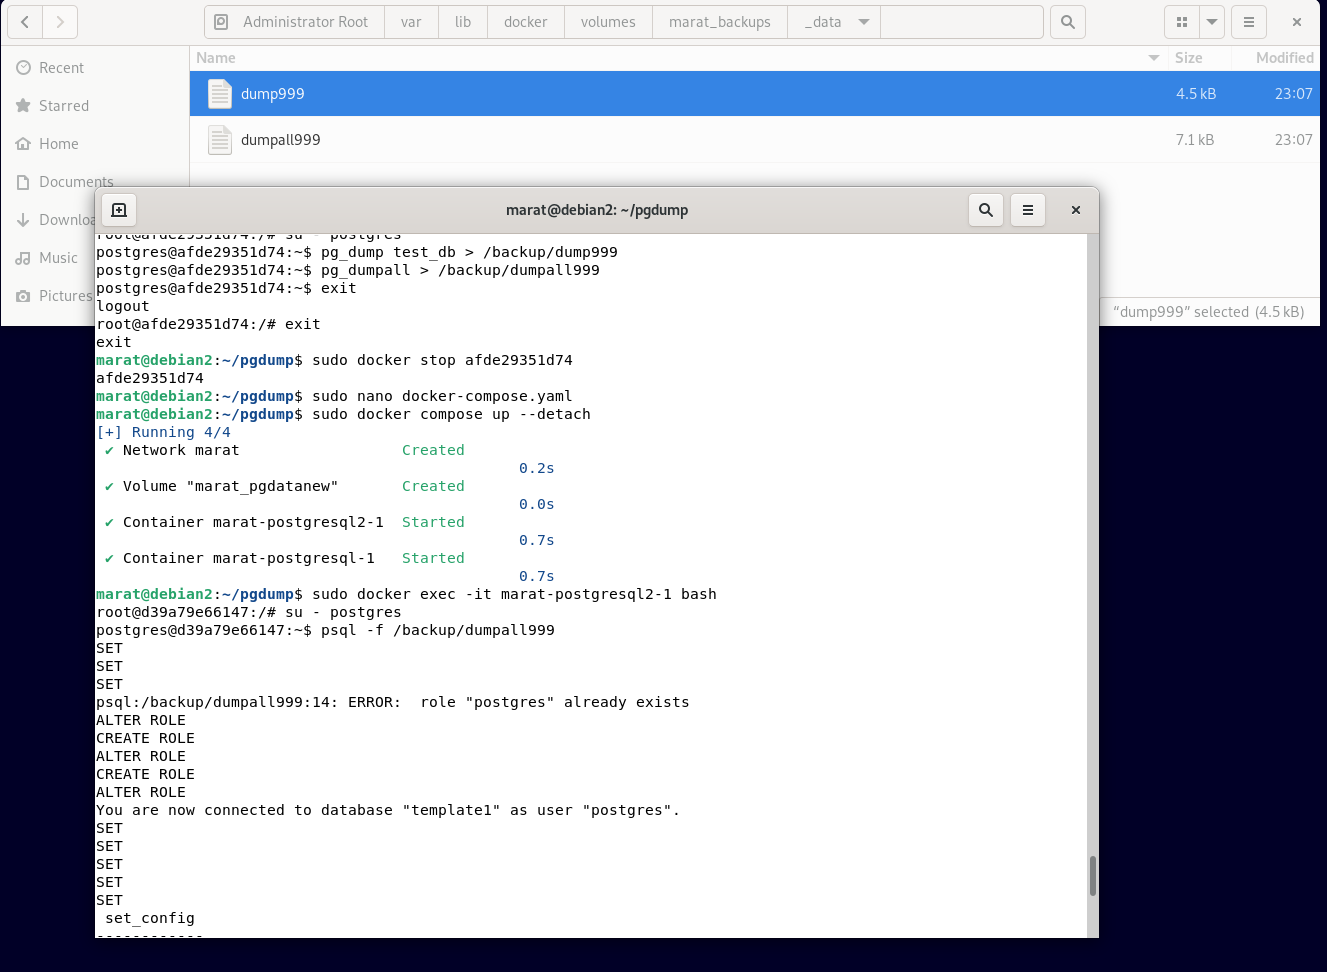 Administrator Root var lib docker volumes marat_backups _data
Name Size Modified
Recent
Starred
Home
Documents
Downloa
Music
Pictures
dump999 4.5 kB 23:07
dumpall999 7.1 kB 23:07
“dump999” selected (4.5 kB)
marat@debian2: ~/pgdump
root@afde29351d74:/# su - postgres
postgres@afde29351d74:~$ pg_dump test_db > /backup/dump999
postgres@afde29351d74:~$ pg_dumpall > /backup/dumpall999
postgres@afde29351d74:~$ exit
logout
root@afde29351d74:/# exit
exit
marat@debian2:~/pgdump$ sudo docker stop afde29351d74
afde29351d74
marat@debian2:~/pgdump$ sudo nano docker-compose.yaml
marat@debian2:~/pgdump$ sudo docker compose up --detach
[+] Running 4/4
✔ Network marat Created
0.2s
✔ Volume "marat_pgdatanew" Created
0.0s
✔ Container marat-postgresql2-1 Started
0.7s
✔ Container marat-postgresql-1 Started
0.7s
marat@debian2:~/pgdump$ sudo docker exec -it marat-postgresql2-1 bash
root@d39a79e66147:/# su - postgres
postgres@d39a79e66147:~$ psql -f /backup/dumpall999
SET
SET
SET
psql:/backup/dumpall999:14: ERROR:  role "postgres" already exists
ALTER ROLE
CREATE ROLE
ALTER ROLE
CREATE ROLE
ALTER ROLE
You are now connected to database "template1" as user "postgres".
SET
SET
SET
SET
SET
set_config
------------